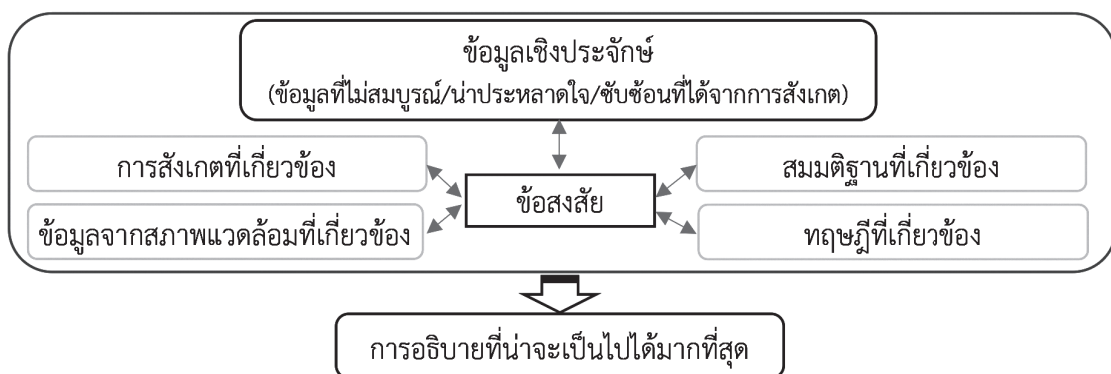 ข้อมูลเชิงประจักษ์
(ข้อมูลที่ไม่สมบูรณ์/น่าประหลาดใจ/ซับซ้อนที่ได้จากการสังเกต)
การสังเกตที่เกี่ยวข้อง
สมมติฐานที่เกี่ยวข้อง
ข้อสงสัย
ข้อมูลจากสภาพแวดล้อมที่เกี่ยวข้อง
ทฤษฎีที่เกี่ยวข้อง
การอธิบายที่น่าจะเป็นไปได้มากที่สุด